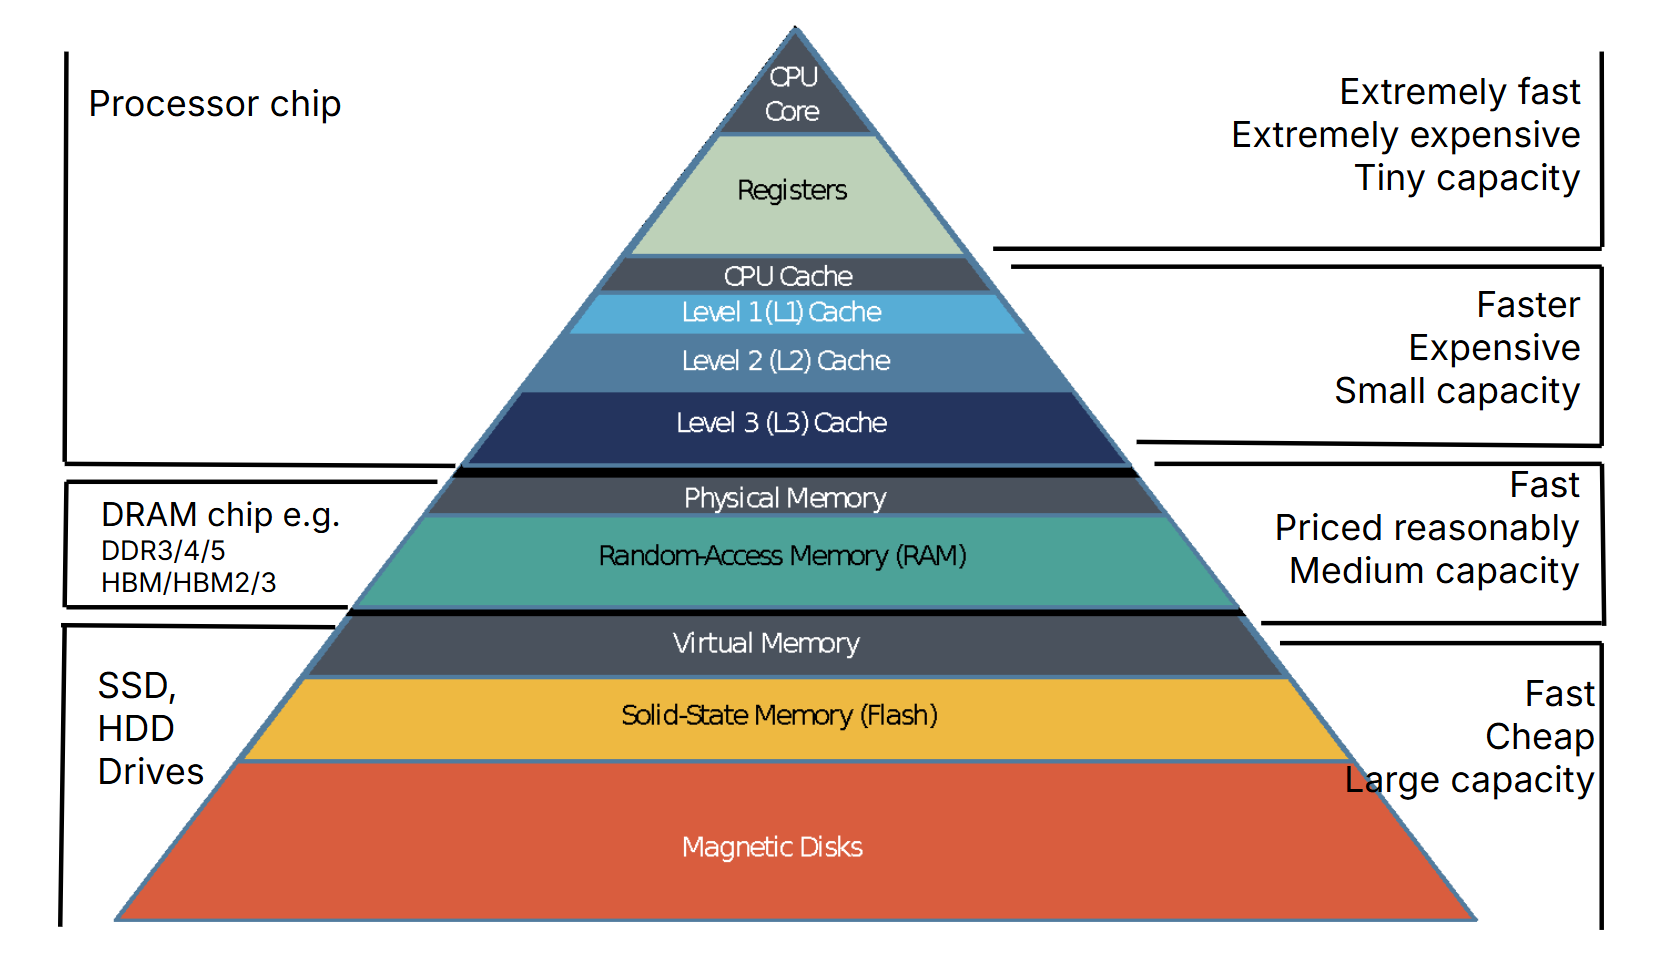 CPU
Core
Processor chip
Extremely fast
Extremely expensive
Tiny capacity
Registers
CPU Cache
Level 1 (L1) Cache
Level 2 (L2) Cache
Level 3 (L3) Cache
Faster
Expensive
Small capacity
Physical Memory
Random-Access Memory (RAM)
DRAM chip e.g.
DDR3/4/5
HBM/HBM2/3
Fast
Priced reasonably
Medium capacity
Virtual Memory
Solid-State Memory (Flash)
Magnetic Disks
SSD,
HDD
Drives
Fast
Cheap
Large capacity